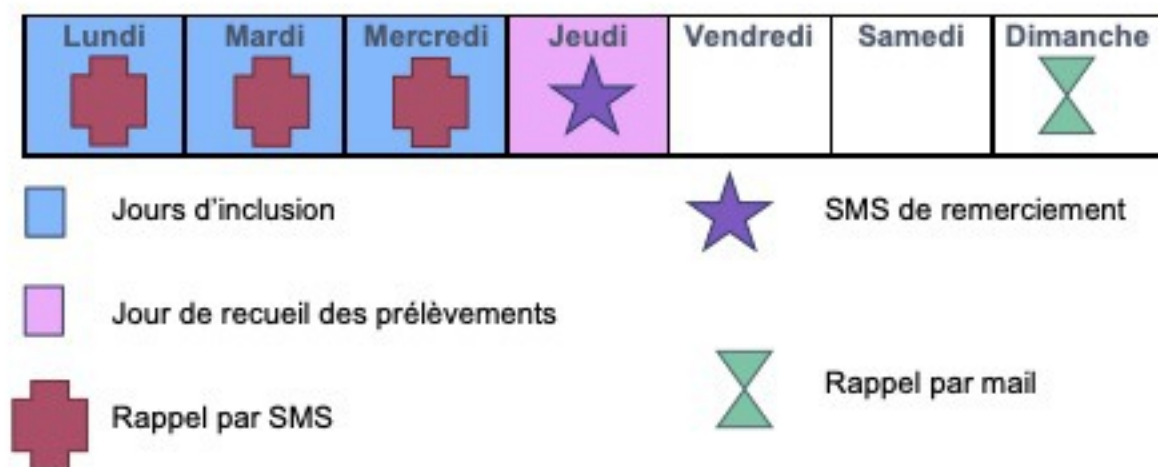 Lundi Mardi Mercredi Jeudi Vendredi Samedi Dimanche
Jours d'inclusion
SMS de remerciement
Jour de recueil des prélèvements
Rappel par mail
Rappel par SMS